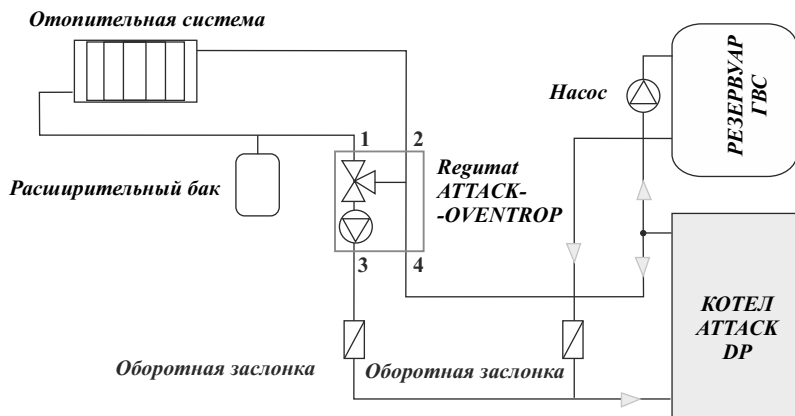 Отопительная система
Насос
РЕЗЕРВУАР
ГВС
1 2
Regumat
ATTACK-
-OVENTROP
Расширительный бак
3 4
КОТЕЛ
ATTACK
DP
Оборотная заслонка
Оборотная заслонка